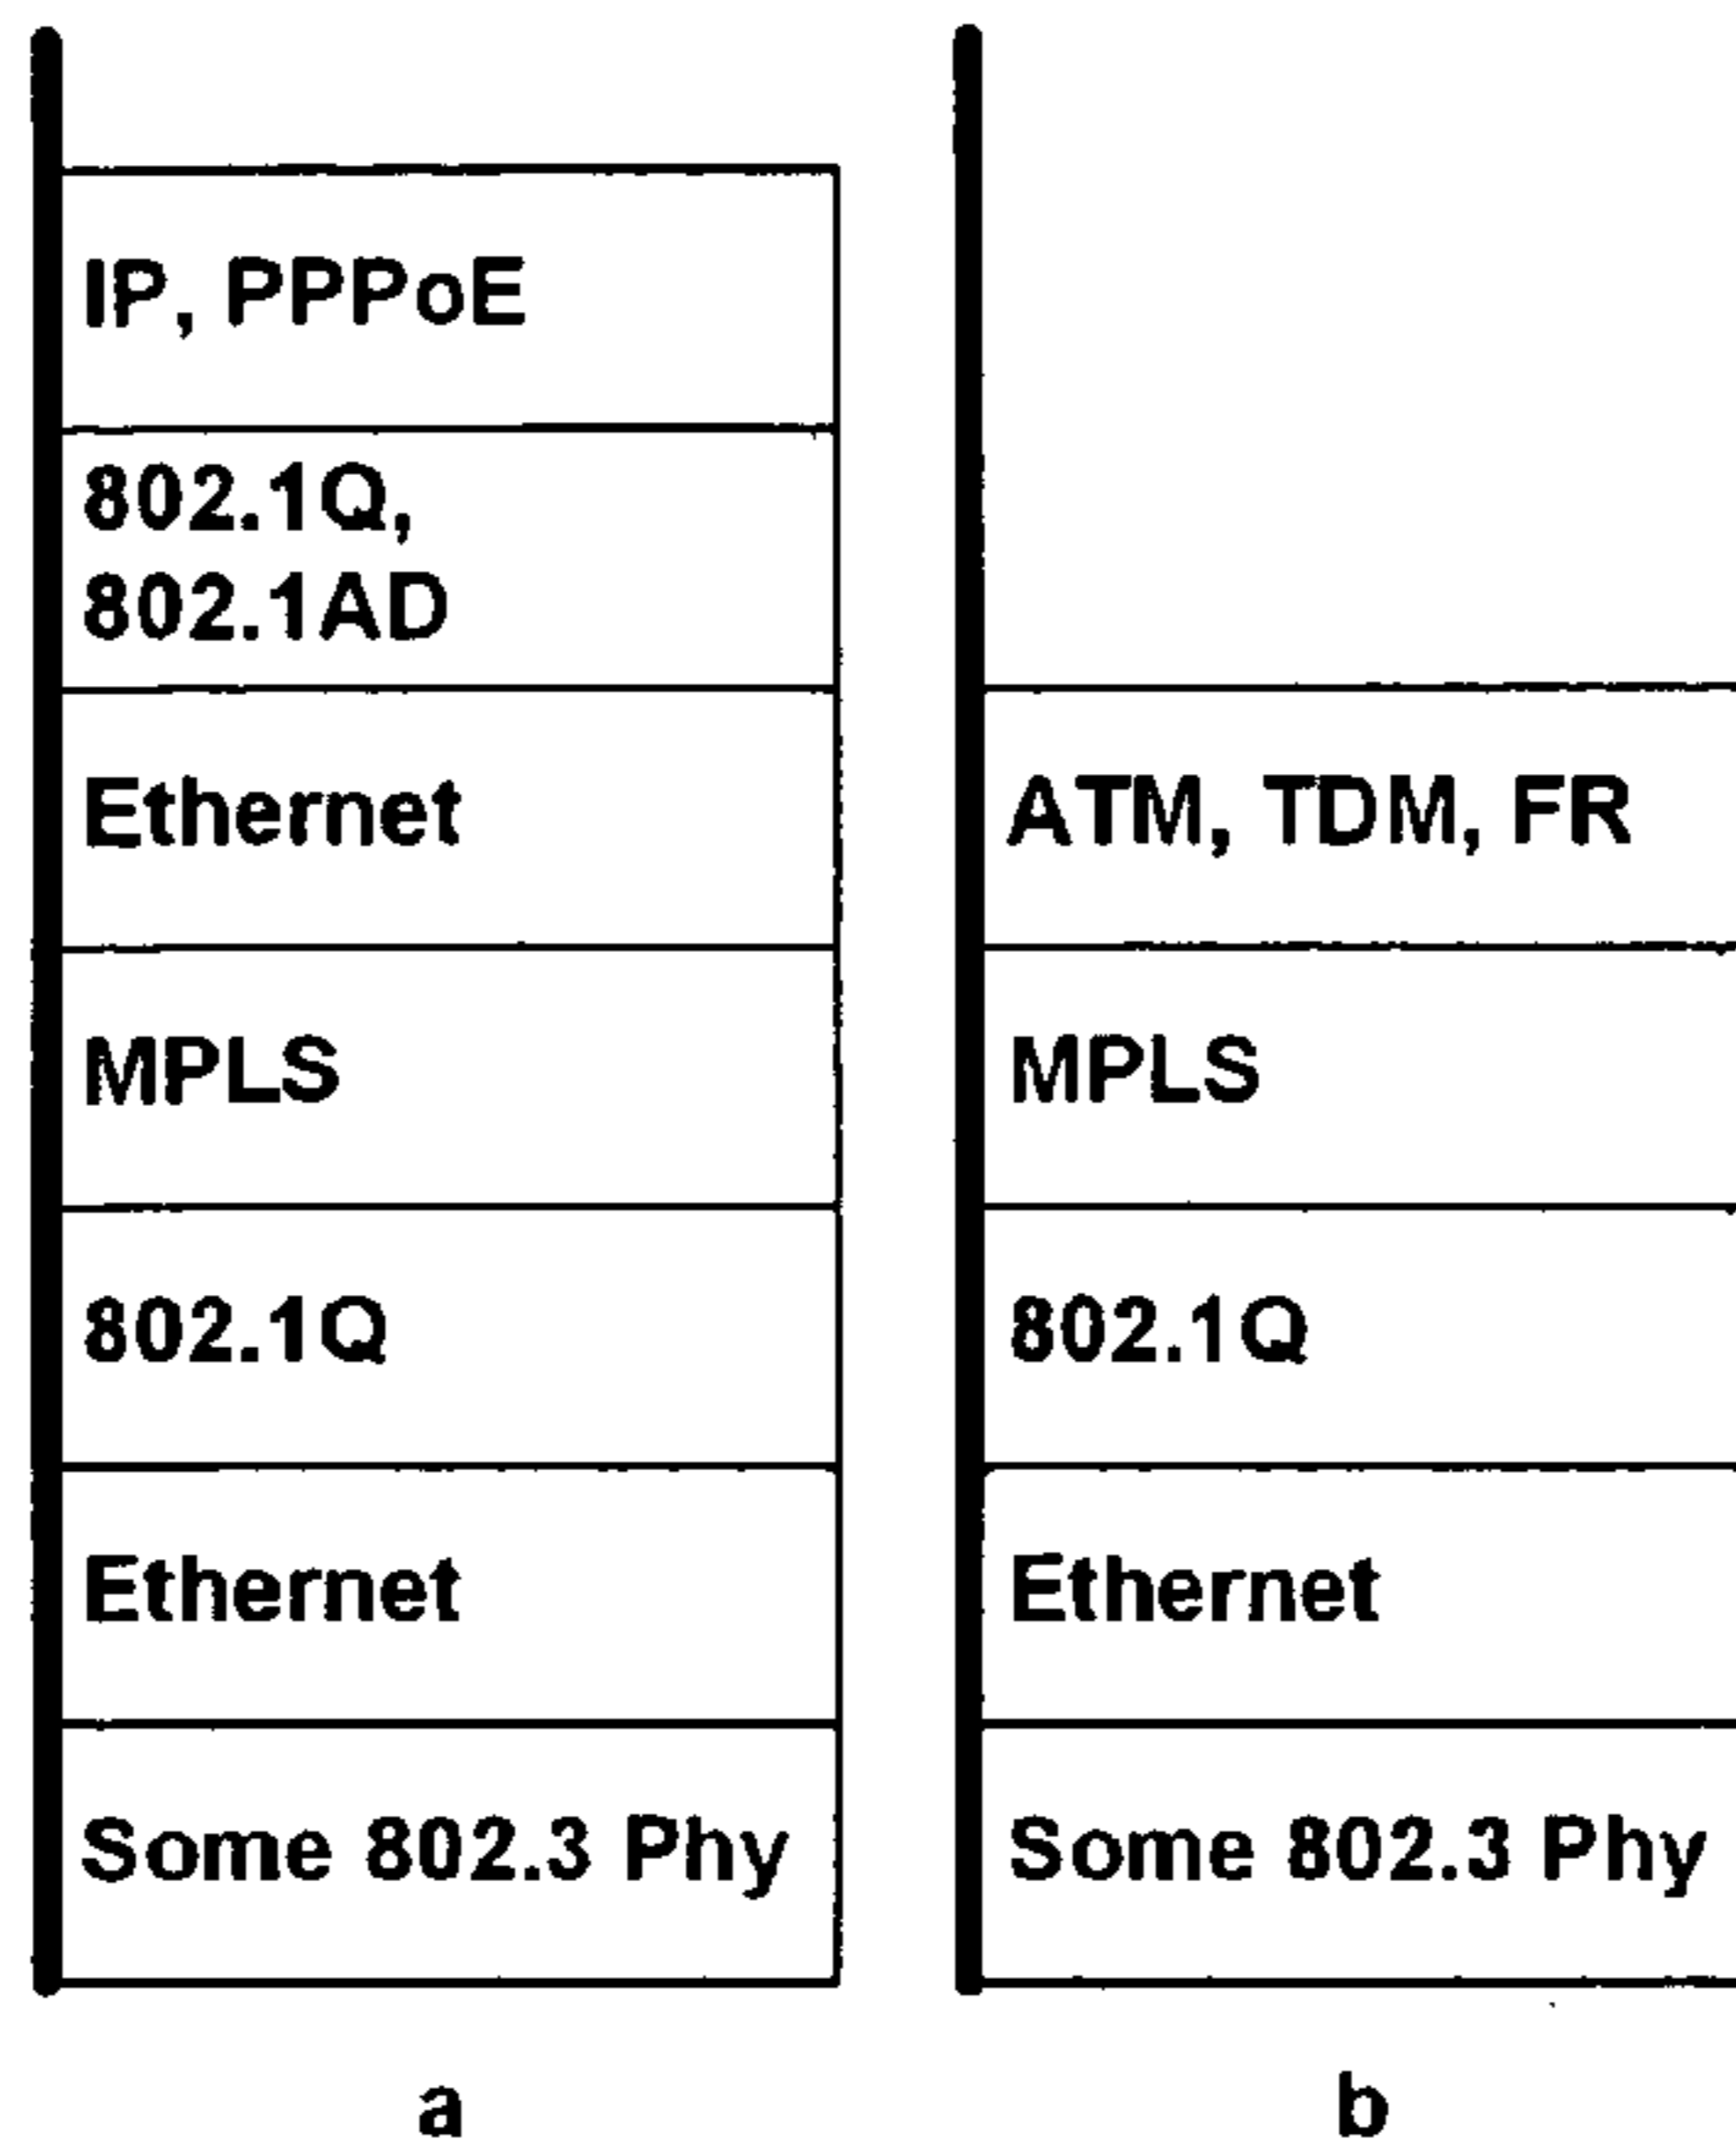 IP, PPPoE
802.1Q,
802.1AD
Ethernet
MPLS
802.1Q
Ethernet
Some 802.3 Phy
a
ATM, TDM, FR
MPLS
802.1Q
Ethernet
Some 802.3 Phy
b